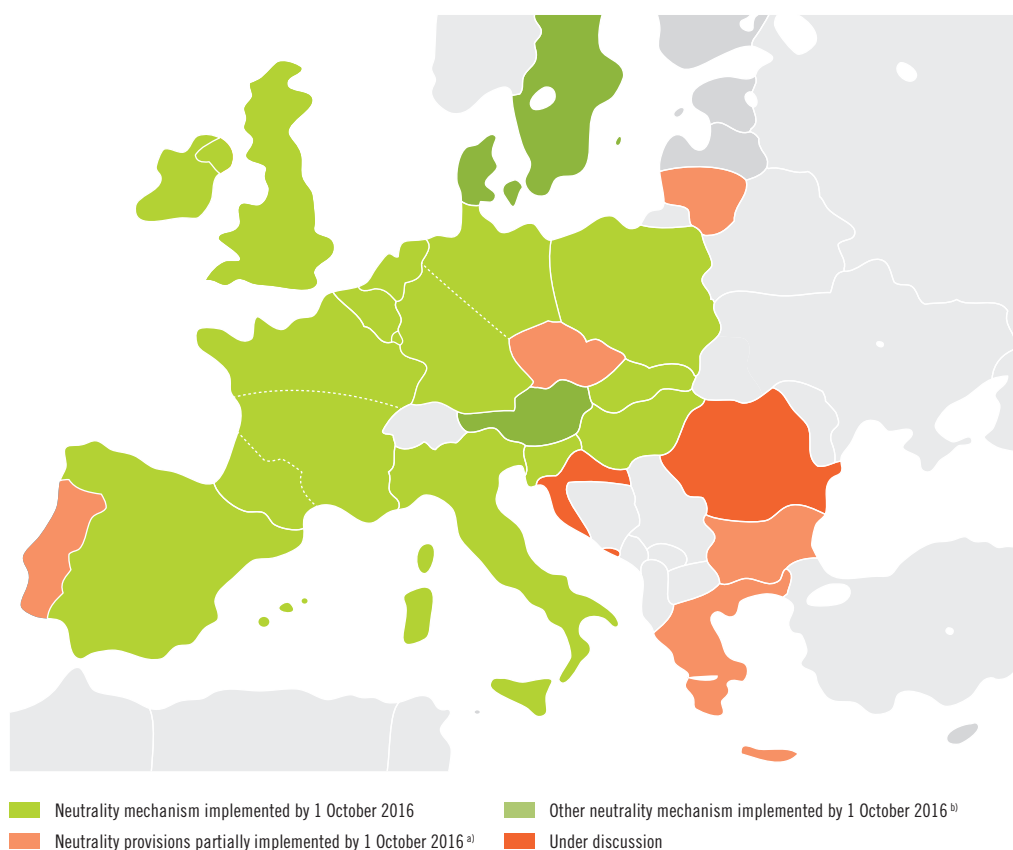 Neutrality mechanism implemented by 1 October 2016
Other neutrality mechanism implemented by 1 October 2016 b)
Neutrality provisions partially implemented by 1 October 2016 a)
Under discussion